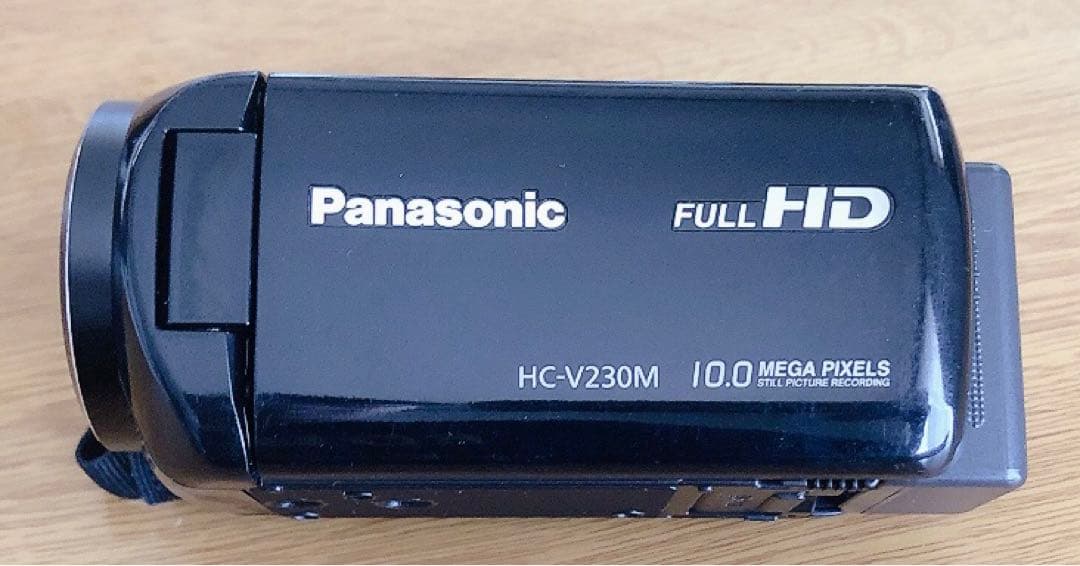 Panasonic
FULL HD
HC-V230M
10.0 MEGA PIXELS
STILL PICTURE RECORDING